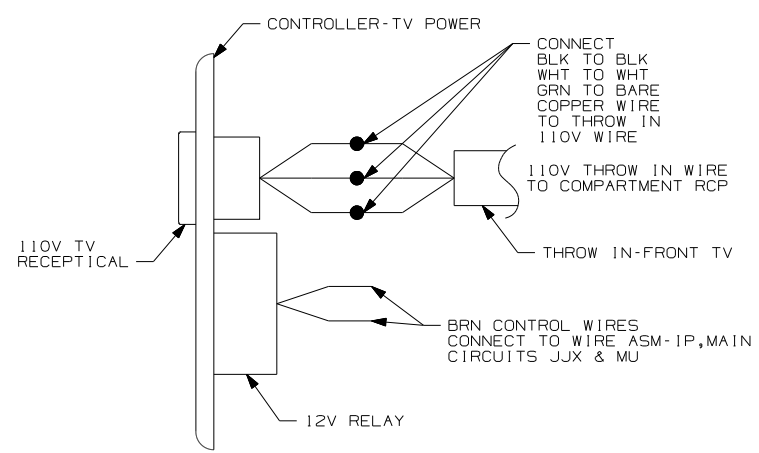 CONTROLLER-TV POWER
CONNECT
BLK TO BLK
WHT TO WHT
GRN TO BARE
COPPER WIRE
TO THROW IN
110V WIRE
110V THROW IN WIRE
TO COMPARTMENT RCP
110V TV
RECEPTICAL
THROW IN-FRONT TV
BRN CONTROL WIRES
CONNECT TO WIRE ASM-IP,MAIN
CIRCUITS JJX & MU
12V RELAY